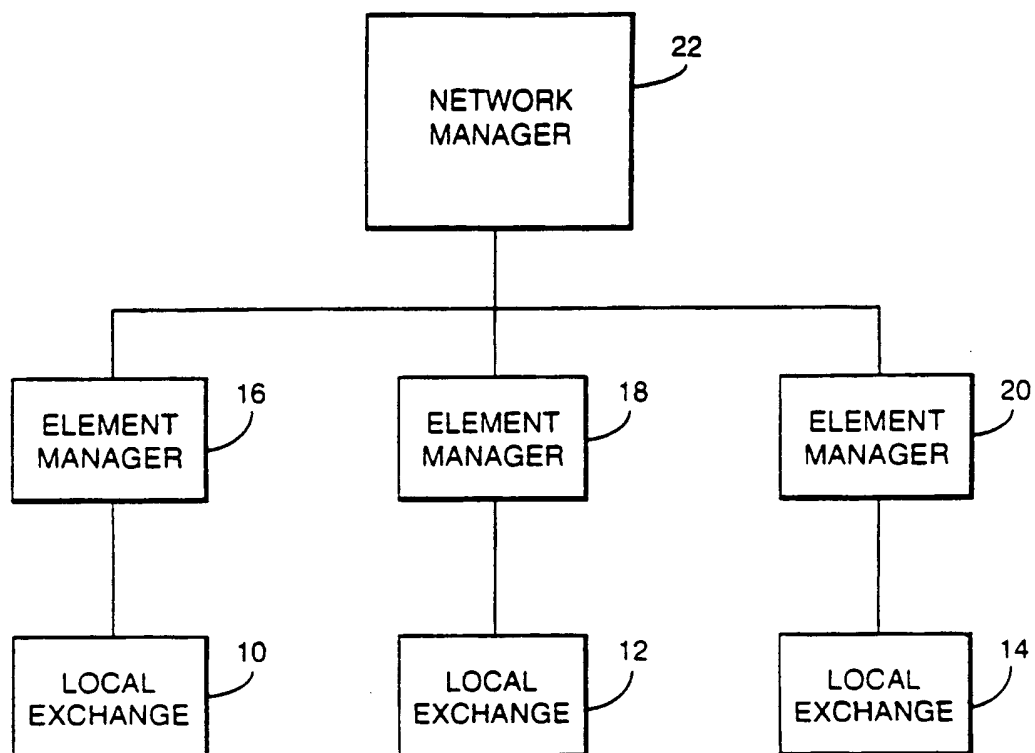 22
NETWORK
MANAGER
16
ELEMENT
MANAGER
18
ELEMENT
MANAGER
20
ELEMENT
MANAGER
10
LOCAL
EXCHANGE
12
LOCAL
EXCHANGE
14
LOCAL
EXCHANGE